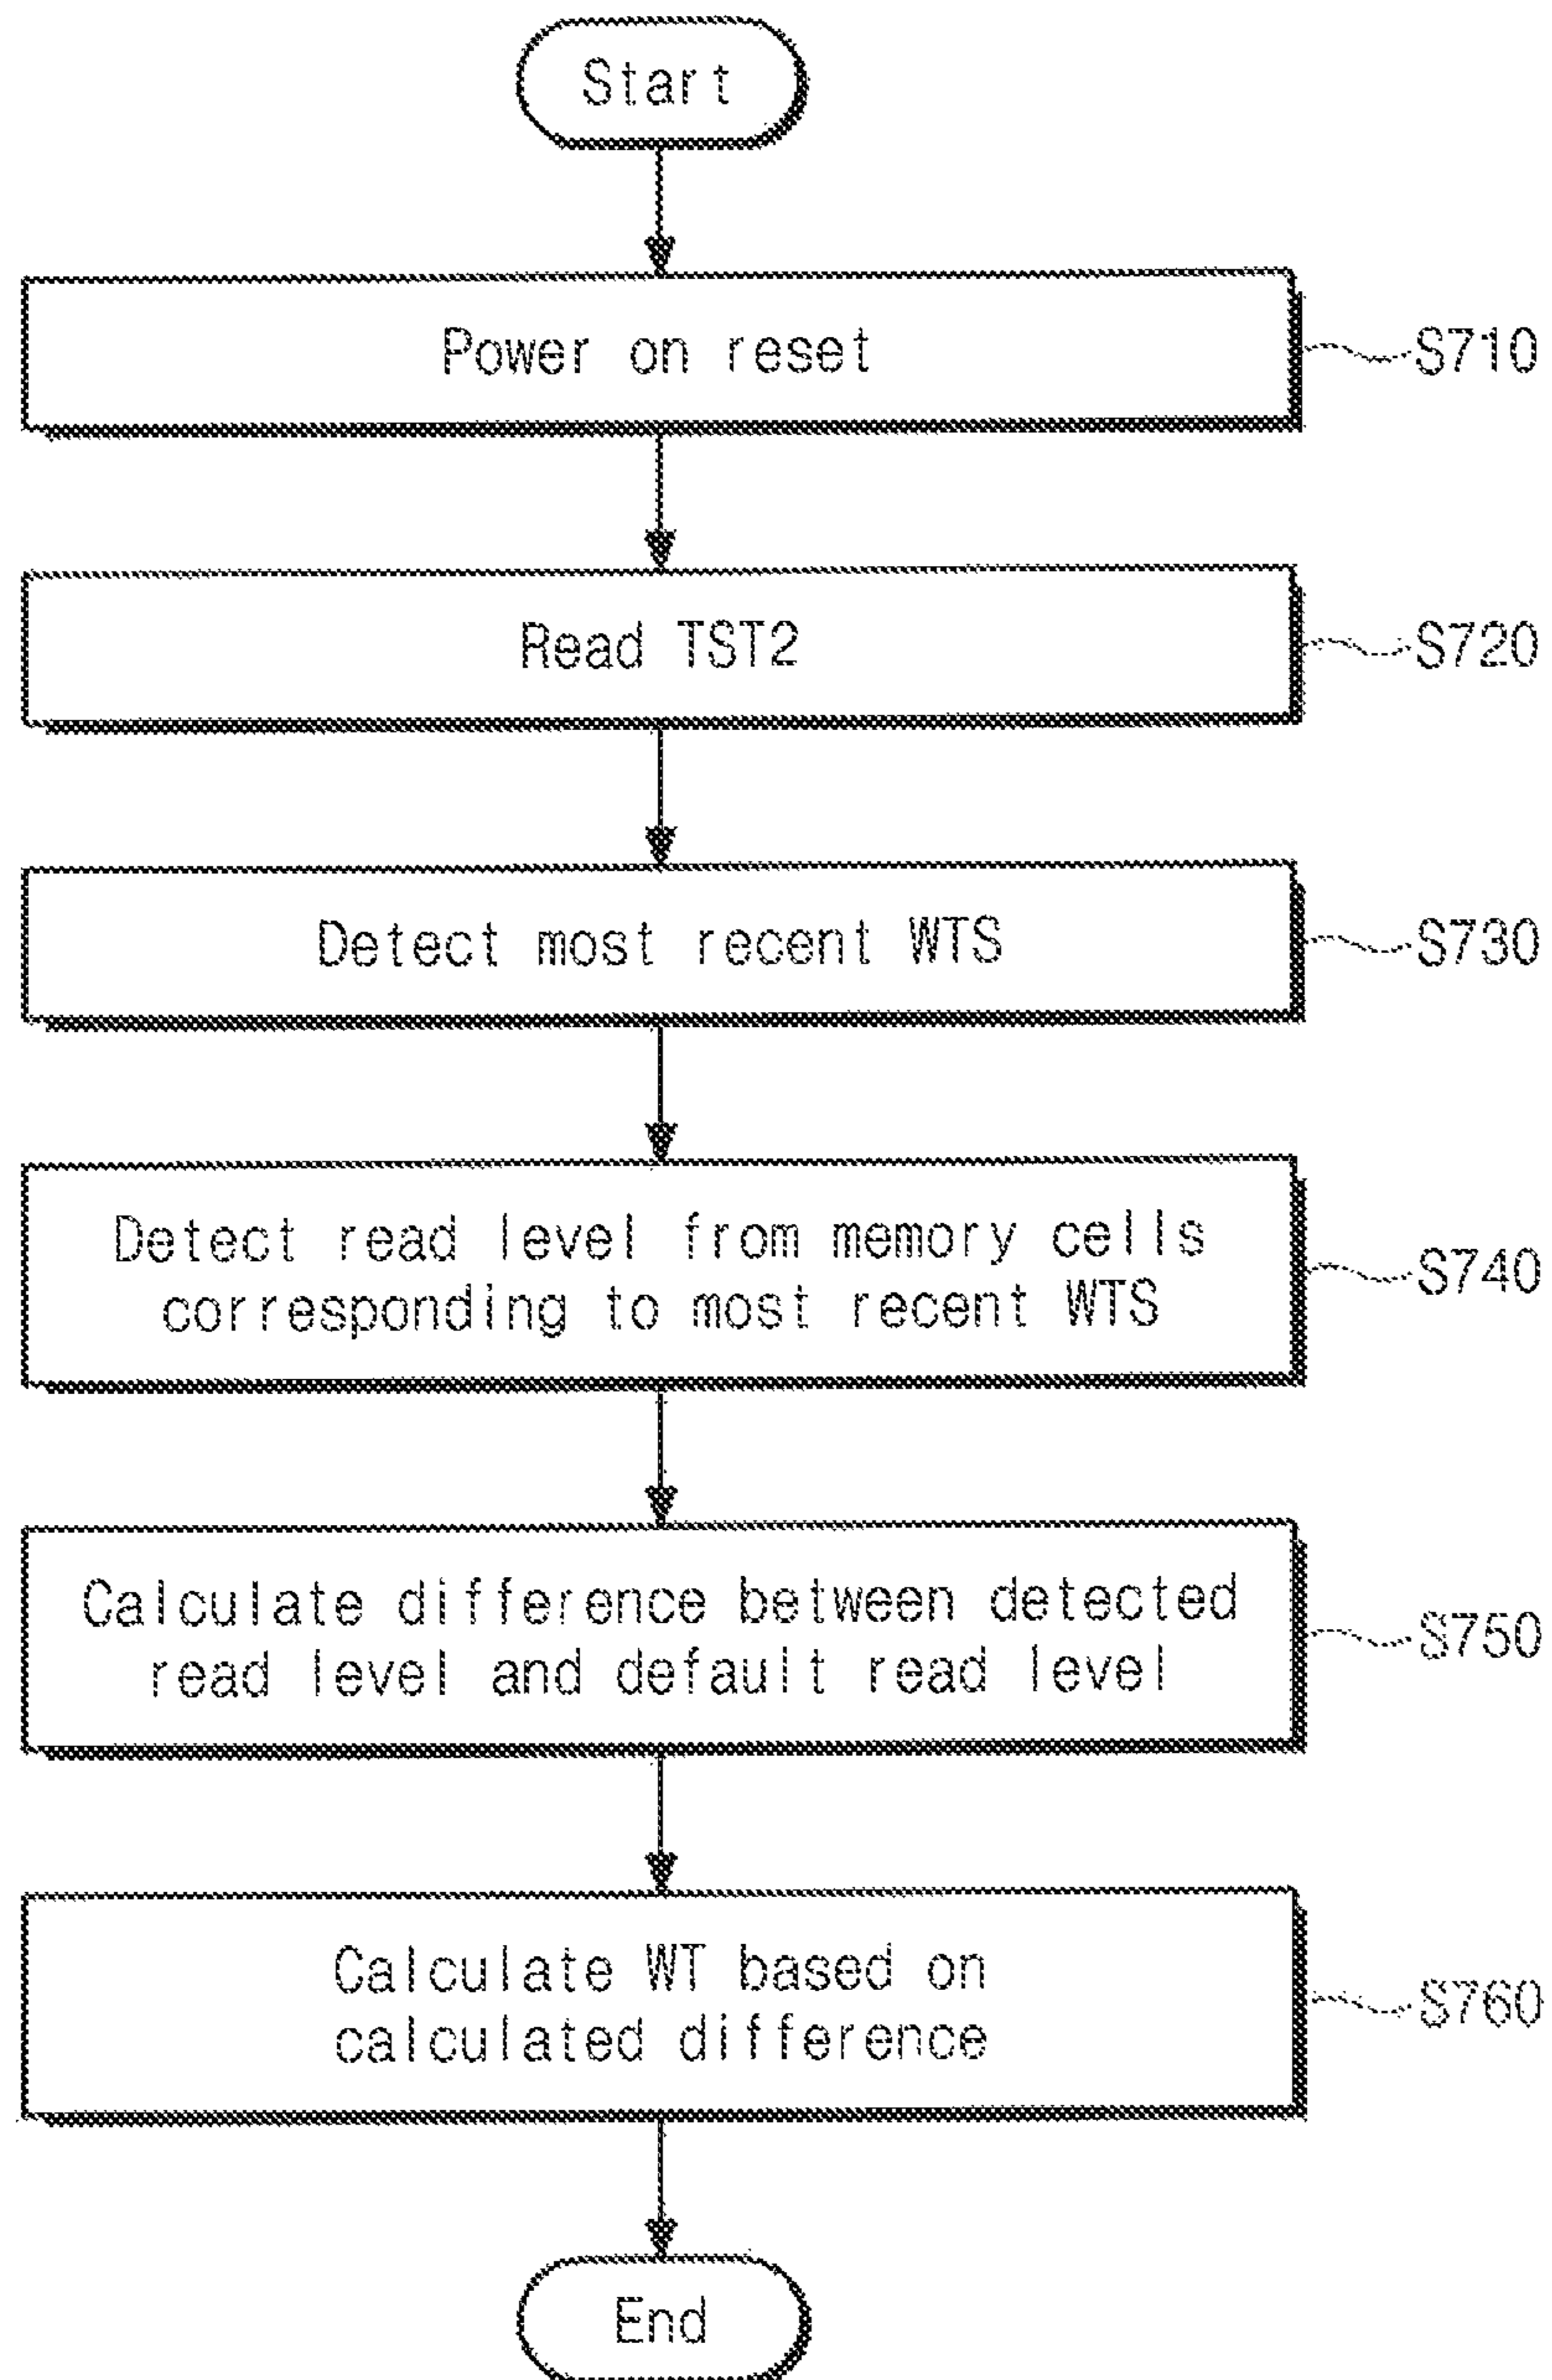 Start
Power on reset
S710
Read TST2
S720
Detect most recent WTS
S730
Detect read level from memory cells
corresponding to most recent WTS
S740
Calculate difference between detected
read level and default read level
S750
Calculate WT based on
calculated difference
S760
End